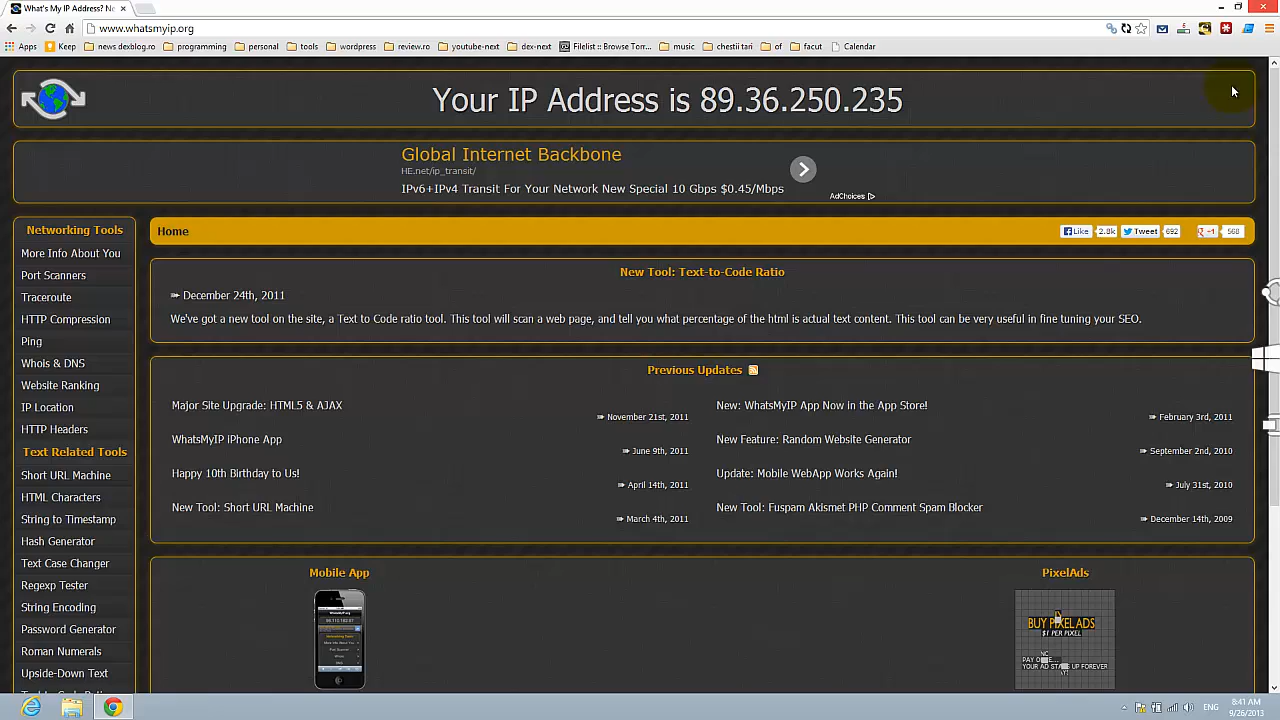 What's My IP Address? Ne
www.whatsmyip.org
Apps Keep news dexblog.ro programming personal tools wordpress review.ro youtube-next dex-next Filelist :: Browse Torr... music chestii tari of facut Calendar
Your IP Address is 89.36.250.235
Global Internet Backbone
HE.net/ip_transit/
IPv6+IPv4 Transit For Your Network New Special 10 Gbps $0.45/Mbps
AdChoices
Networking Tools
More Info About You
Port Scanners
Traceroute
HTTP Compression
Ping
Whois & DNS
Website Ranking
IP Location
HTTP Headers
Text Related Tools
Short URL Machine
HTML Characters
String to Timestamp
Hash Generator
Text Case Changer
Regexp Tester
String Encoding
Password Generator
Roman Numerals
Upside-Down Text
Home
Like 2.8k Tweet 692 +1 568
New Tool: Text-to-Code Ratio
December 24th, 2011
We've got a new tool on the site, a Text to Code ratio tool. This tool will scan a web page, and tell you what percentage of the html is actual text content. This tool can be very useful in fine tuning your SEO.
Previous Updates
Major Site Upgrade: HTML5 & AJAX
November 21st, 2011
WhatsMyIP iPhone App
June 9th, 2011
Happy 10th Birthday to Us!
April 14th, 2011
New Tool: Short URL Machine
March 4th, 2011
New: WhatsMyIP App Now in the App Store!
February 3rd, 2011
New Feature: Random Website Generator
September 2nd, 2010
Update: Mobile WebApp Works Again!
July 31st, 2010
New Tool: Fuspam Akismet PHP Comment Spam Blocker
December 14th, 2009
Mobile App
PixelAds
BUY PIXEL ADS
$1 PER PIXEL
YOUR AD STAYS UP FOREVER
ENG
8:41 AM
9/26/2013